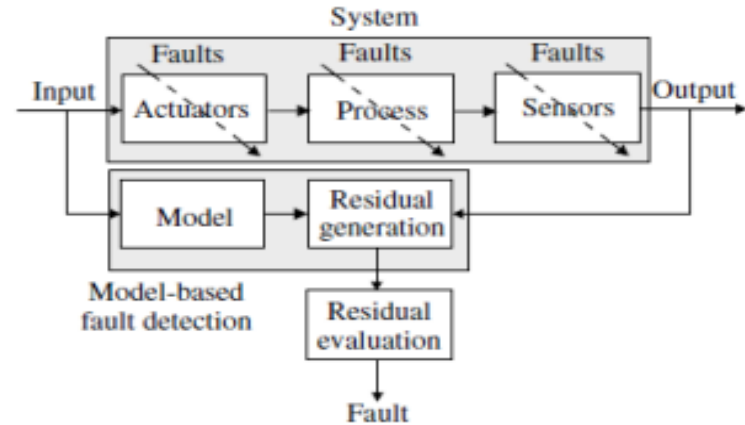 System
Faults Faults Faults
Input Output
Actuators Process Sensors
Model
Residual
generation
Model-based
fault detection
Residual
evaluation
Fault